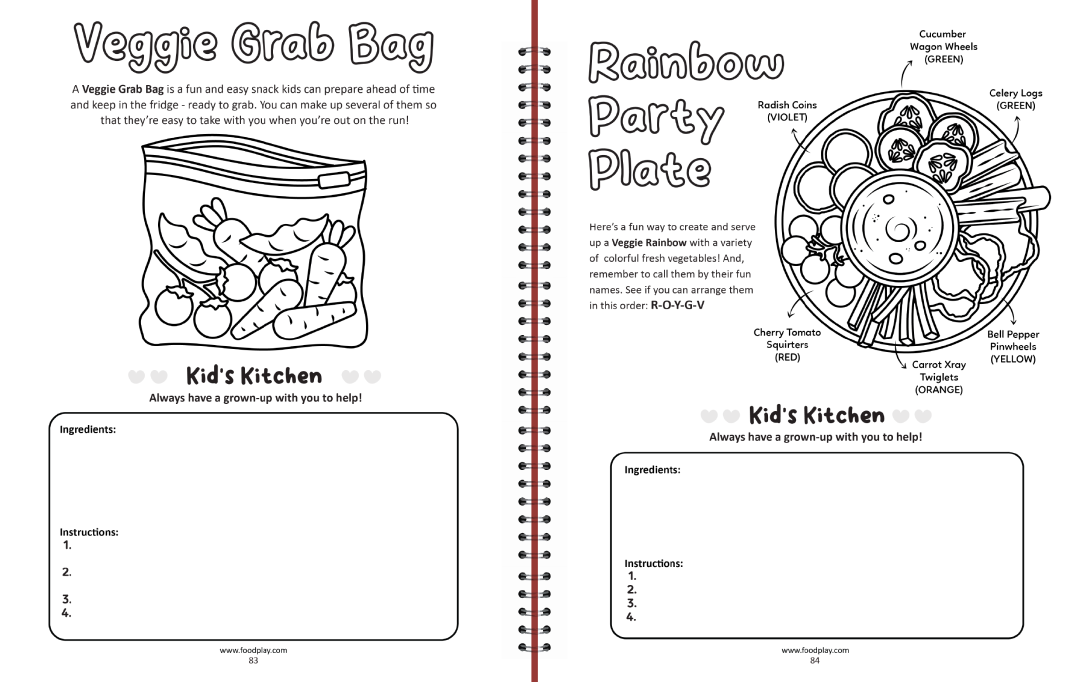 Veggie Grab Bag
A Veggie Grab Bag is a fun and easy snack kids can prepare ahead of time
and keep in the fridge - ready to grab. You can make up several of them so
that they're easy to take with you when you're out on the run!
Kid's Kitchen
Always have a grown-up with you to help!
Ingredients:
Instructions:
1.
2.
3.
4.
www.foodplay.com
83
Rainbow
Party
Plate
Here's a fun way to create and serve
up a Veggie Rainbow with a variety
of colorful fresh vegetables! And,
remember to call them by their fun
names. See if you can arrange them
in this order: R-O-Y-G-V
Cucumber
Wagon Wheels
(GREEN)
Celery Logs
(GREEN)
Radish Coins
(VIOLET)
Cherry Tomato
Squirters
(RED)
Carrot Xray
Twiglets
(ORANGE)
Bell Pepper
Pinwheels
(YELLOW)
Kid's Kitchen
Always have a grown-up with you to help!
Ingredients:
Instructions:
1.
2.
3.
4.
www.foodplay.com
84